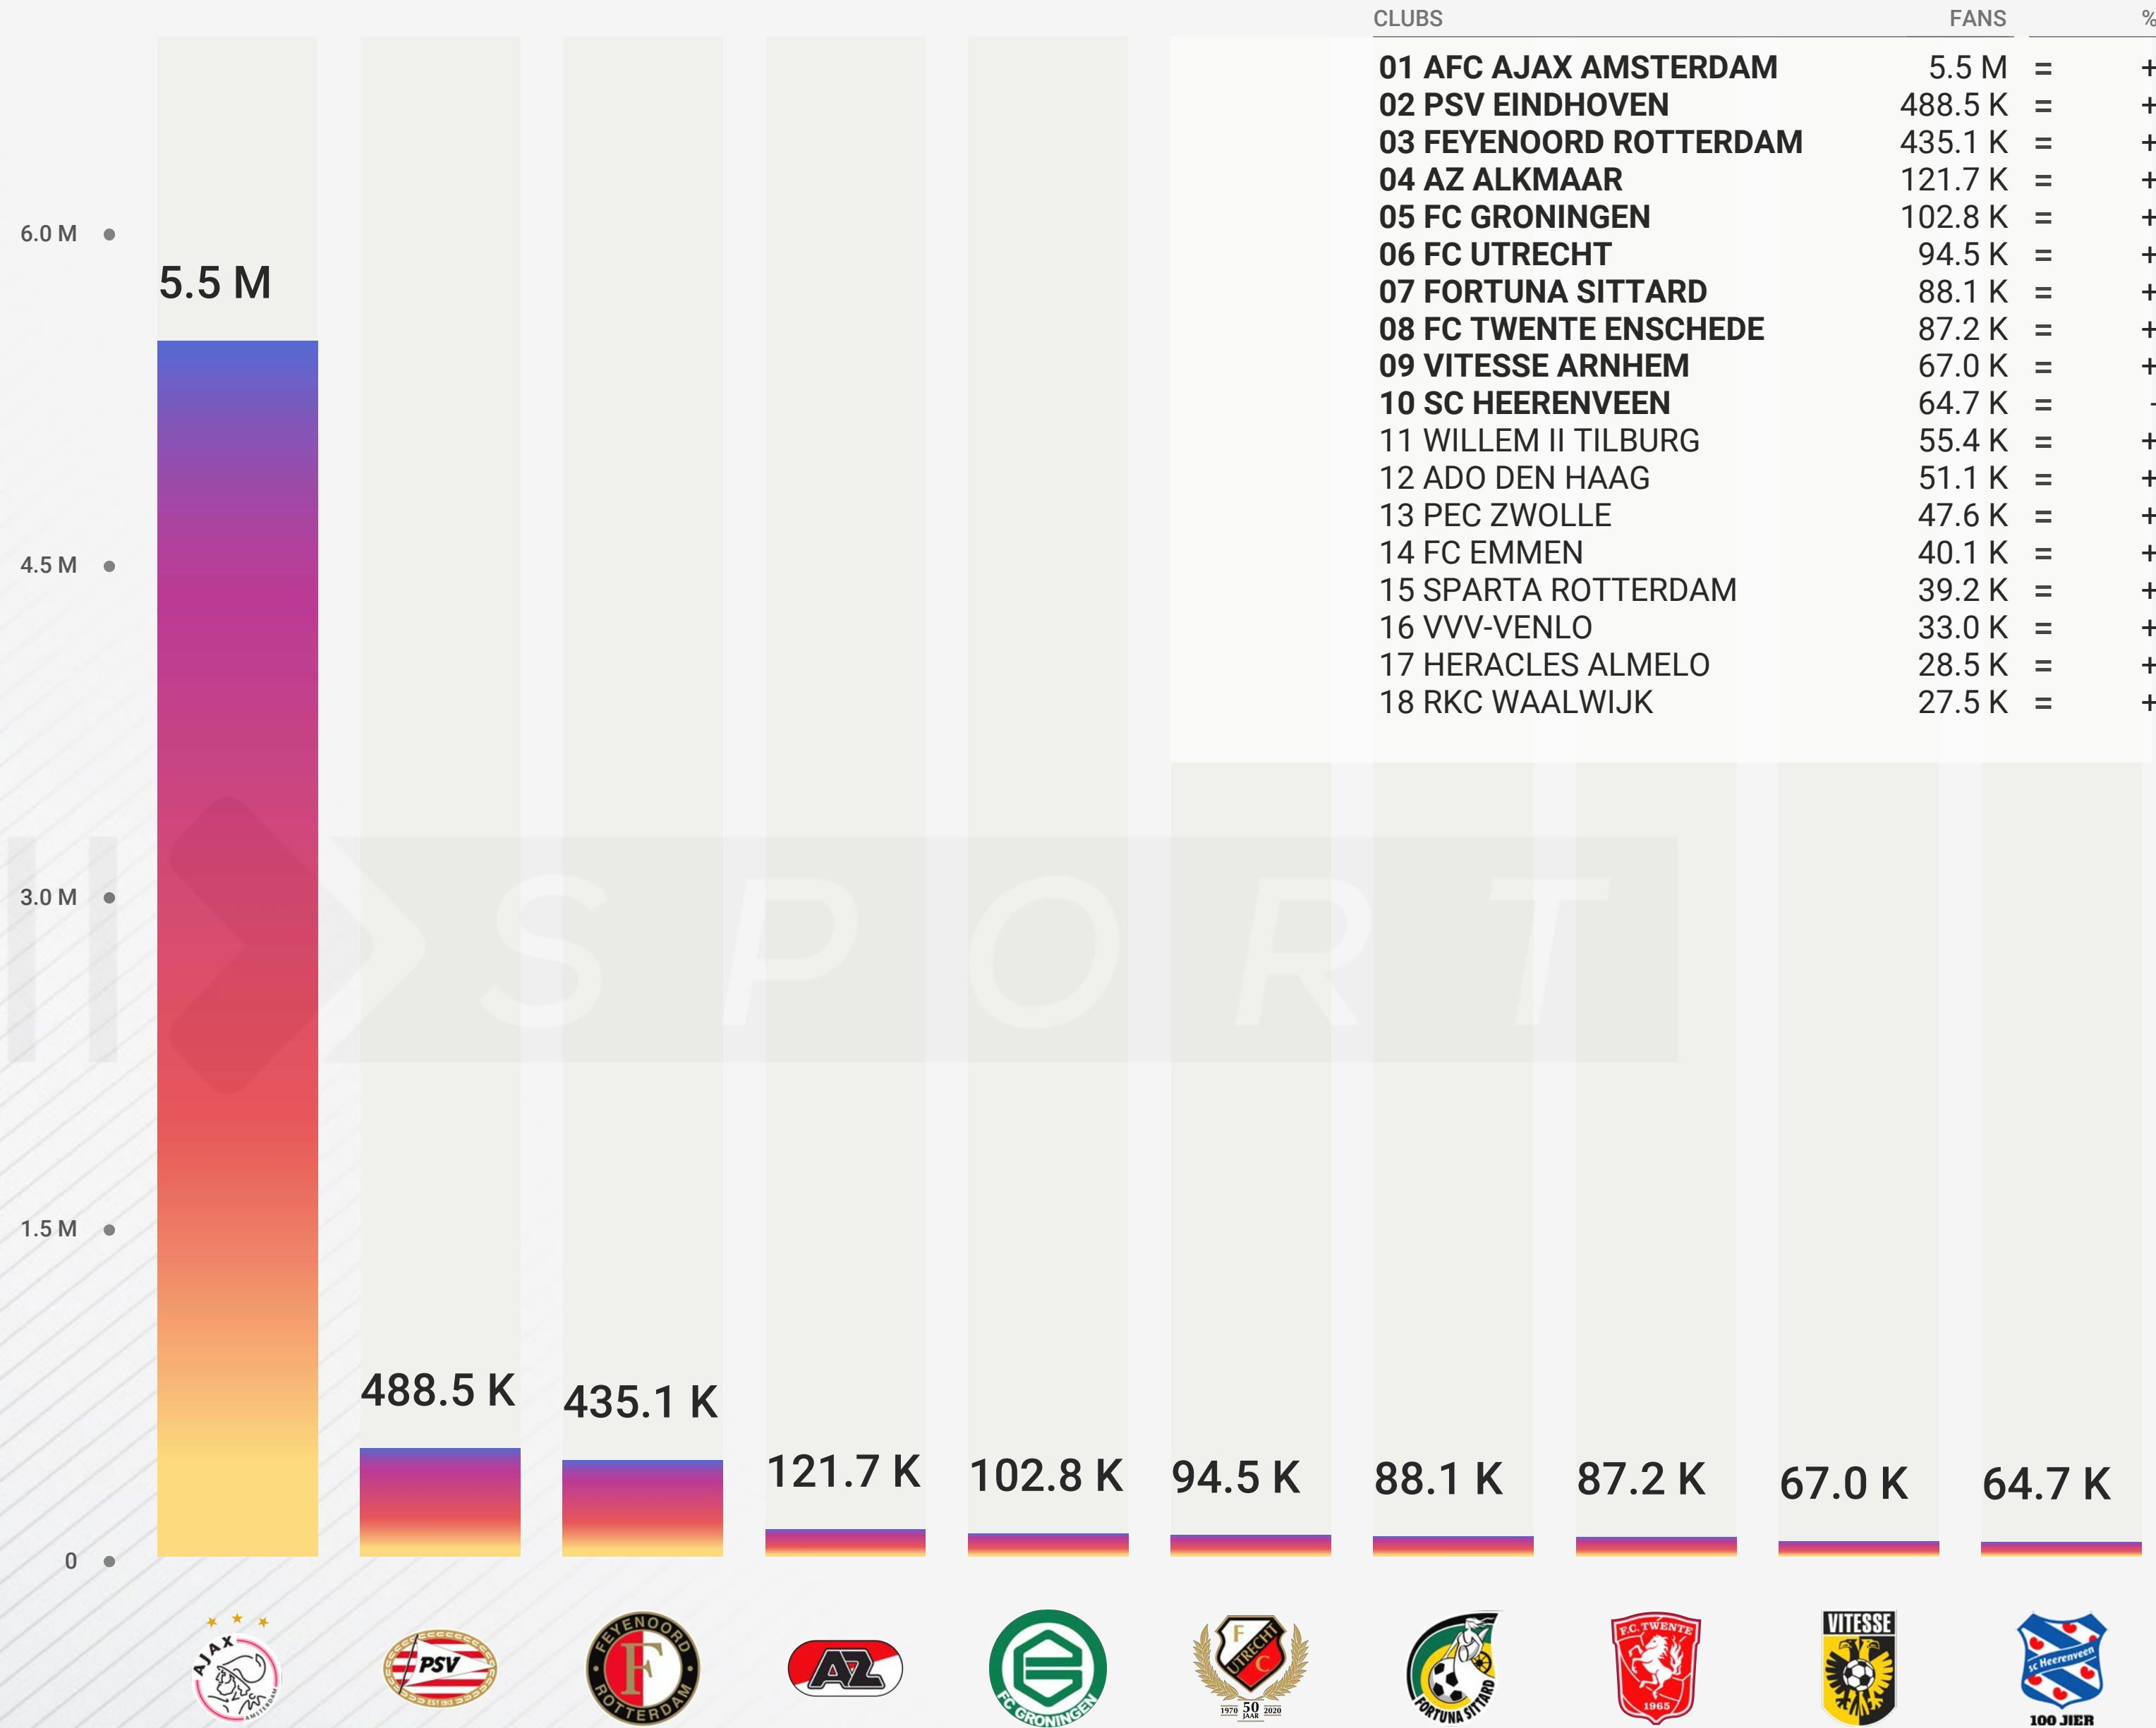 CLUBS FANS %
01 AFC AJAX AMSTERDAM 5.5 M = +
02 PSV EINDHOVEN 488.5 K = +
03 FEYENOORD ROTTERDAM 435.1 K = +
04 AZ ALKMAAR 121.7 K = +
05 FC GRONINGEN 102.8 K = +
06 FC UTRECHT 94.5 K = +
07 FORTUNA SITTARD 88.1 K = +
08 FC TWENTE ENSCHEDE 87.2 K = +
09 VITESSE ARNHEM 67.0 K = +
10 SC HEERENVEEN 64.7 K = -
11 WILLEM II TILBURG 55.4 K = +
12 ADO DEN HAAG 51.1 K = +
13 PEC ZWOLLE 47.6 K = +
14 FC EMMEN 40.1 K = +
15 SPARTA ROTTERDAM 39.2 K = +
16 VVV-VENLO 33.0 K = +
17 HERACLES ALMELO 28.5 K = +
18 RKC WAALWIJK 27.5 K = +
6.0 M
5.5 M
4.5 M
3.0 M
SPORT
1.5 M
488.5 K 435.1 K 121.7 K 102.8 K 94.5 K 88.1 K 87.2 K 67.0 K 64.7 K
0
AJAX AMSTERDAM
PSV
EST 1913
FEYENOORD
F
ROTTERDAM
AZ
FC GRONINGEN
F
UTRECHT
C
1970 50 JAAR 2020
FORTUNA SITTARD
F.C. TWENTE
1965
VITESSE
sc Heerenveen
100 JIER